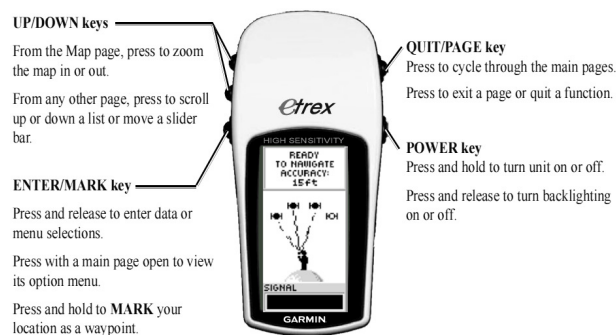 UP/DOWN keys
From the Map page, press to zoom
the map in or out.
From any other page, press to scroll
up or down a list or move a slider
bar.
ENTER/MARK key
Press and release to enter data or
menu selections.
Press with a main page open to view
its option menu.
Press and hold to MARK your
location as a waypoint.
etrex
HIGH SENSITIVITY
READY
TO NAVIGATE
ACCURACY:
15ft
SIGNAL
GARMIN
QUIT/PAGE key
Press to cycle through the main pages.
Press to exit a page or quit a function.
POWER key
Press and hold to turn unit on or off.
Press and release to turn backlighting
on or off.